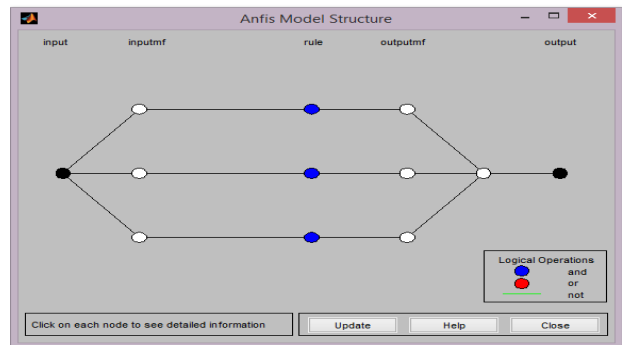 Anfis Model Structure
input inputmf rule outputmf output
Logical Operations
and
or
not
Click on each node to see detailed information
Update Help Close